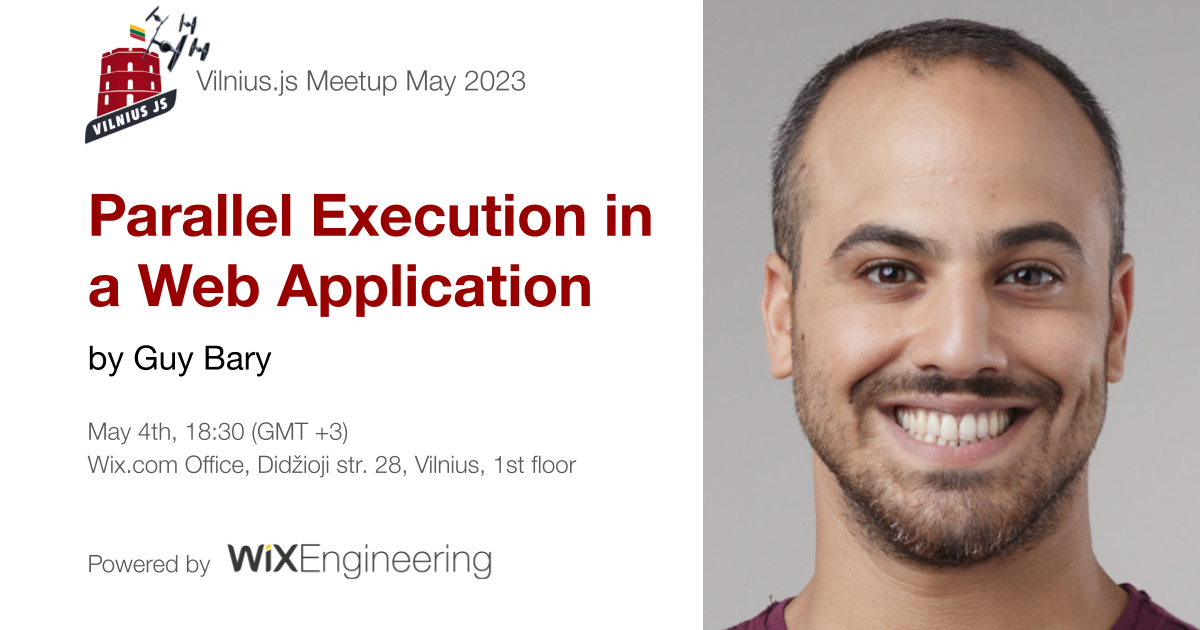 VILNIUS JS
Vilnius.js Meetup May 2023
Parallel Execution in
a Web Application
by Guy Bary
May 4th, 18:30 (GMT +3)
Wix.com Office, Didžioji str. 28, Vilnius, 1st floor
Powered by WiXEngineering